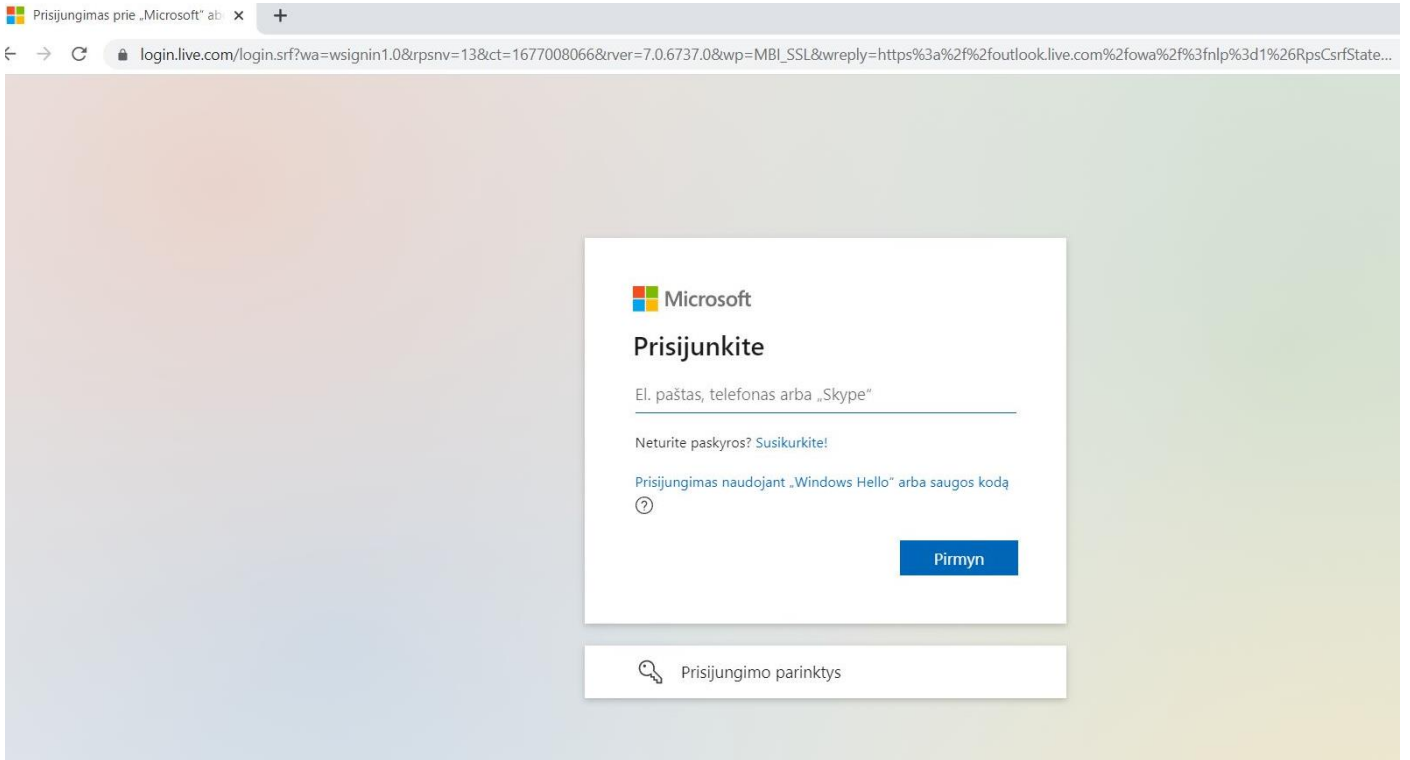 Prisijungimas prie „Microsoft“ ab
login.live.com/login.srf?wa=wsignin1.0&rpsnv=13&ct=1677008066&rver=7.0.6737.0&wp=MBI_SSL&wreply=https%3a%2f%2foutlook.live.com%2fowa%2f%3fnlp%3d1%26RpsCsrfState...
Microsoft
Prisijunkite
El. paštas, telefonas arba „Skype“
Neturite paskyros? Susikurkite!
Prisijungimas naudojant „Windows Hello“ arba saugos kodą
Pirmyn
Prisijungimo parinktys